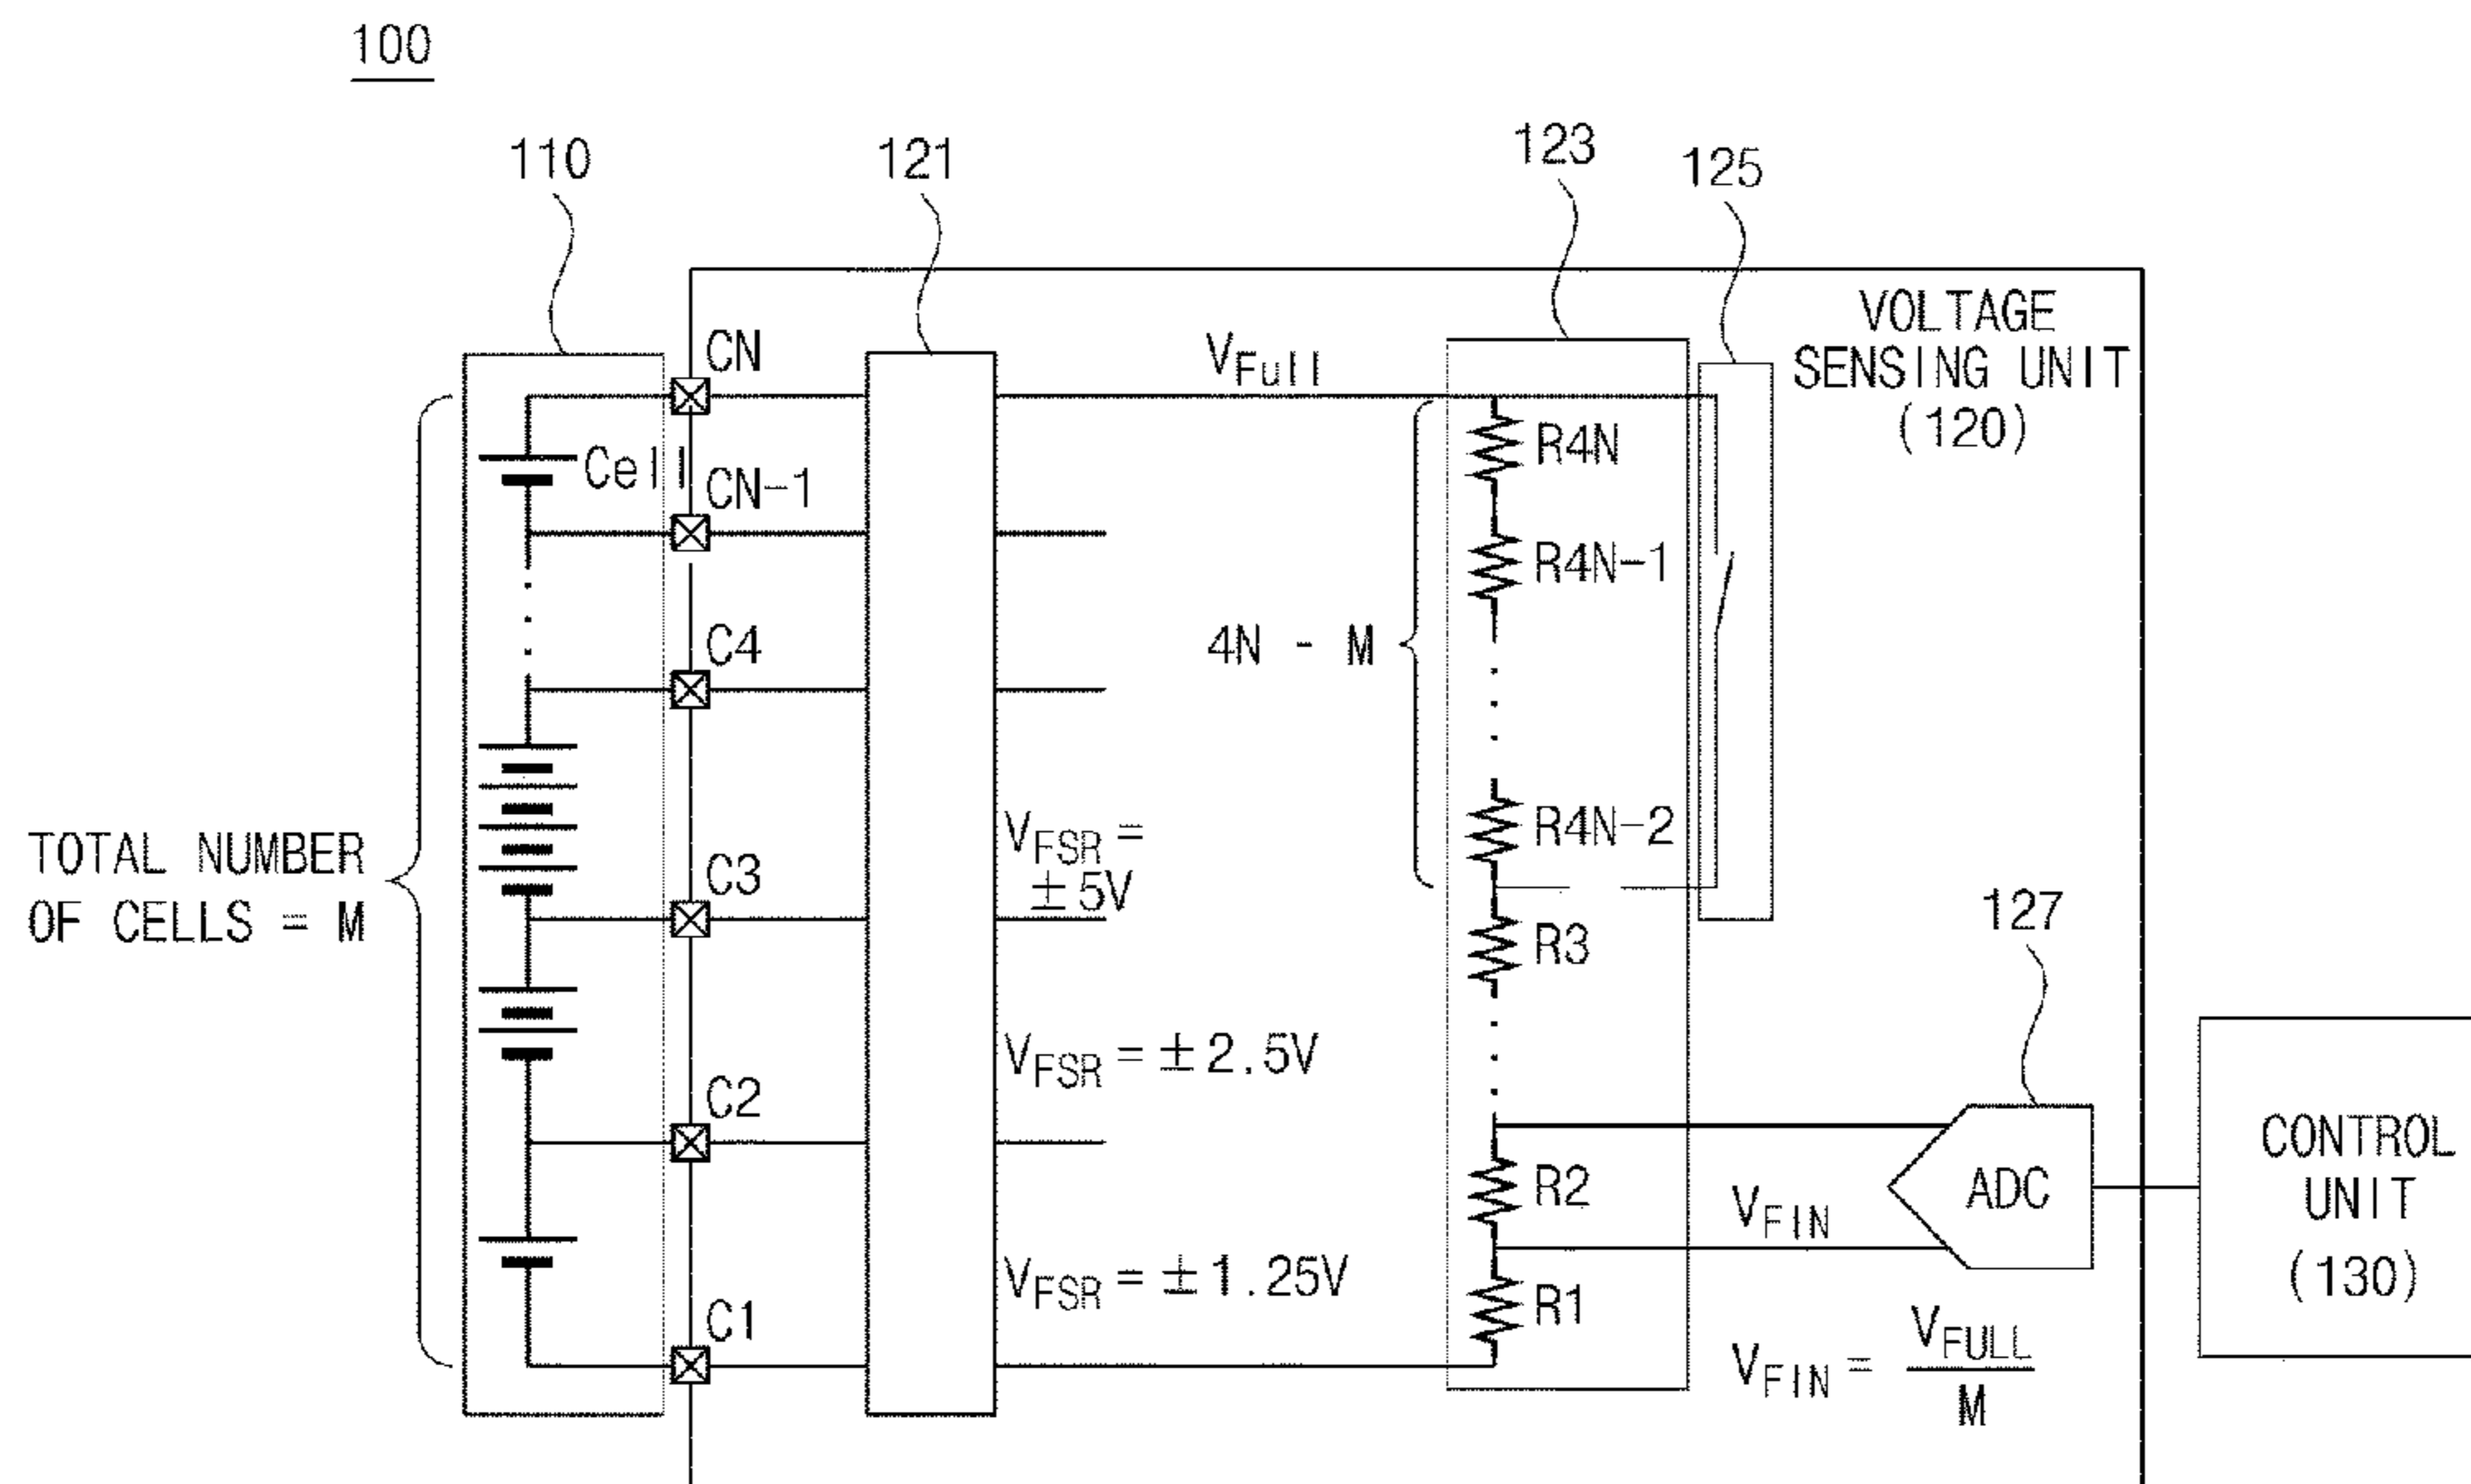 100
110
121
123
125
VOLTAGE
SENSING UNIT
(120)
CN
VFull
Cell
R4N
CN-1
R4N-1
C4
4N - M
TOTAL NUMBER
OF CELLS = M
VFSR =
±5V
R4N-2
C3
R3
127
VFSR = ±2.5V
C2
R2
ADC
CONTROL
UNIT
(130)
VFIN
VFSR = ±1.25V
R1
C1
VFIN = VFULL
M